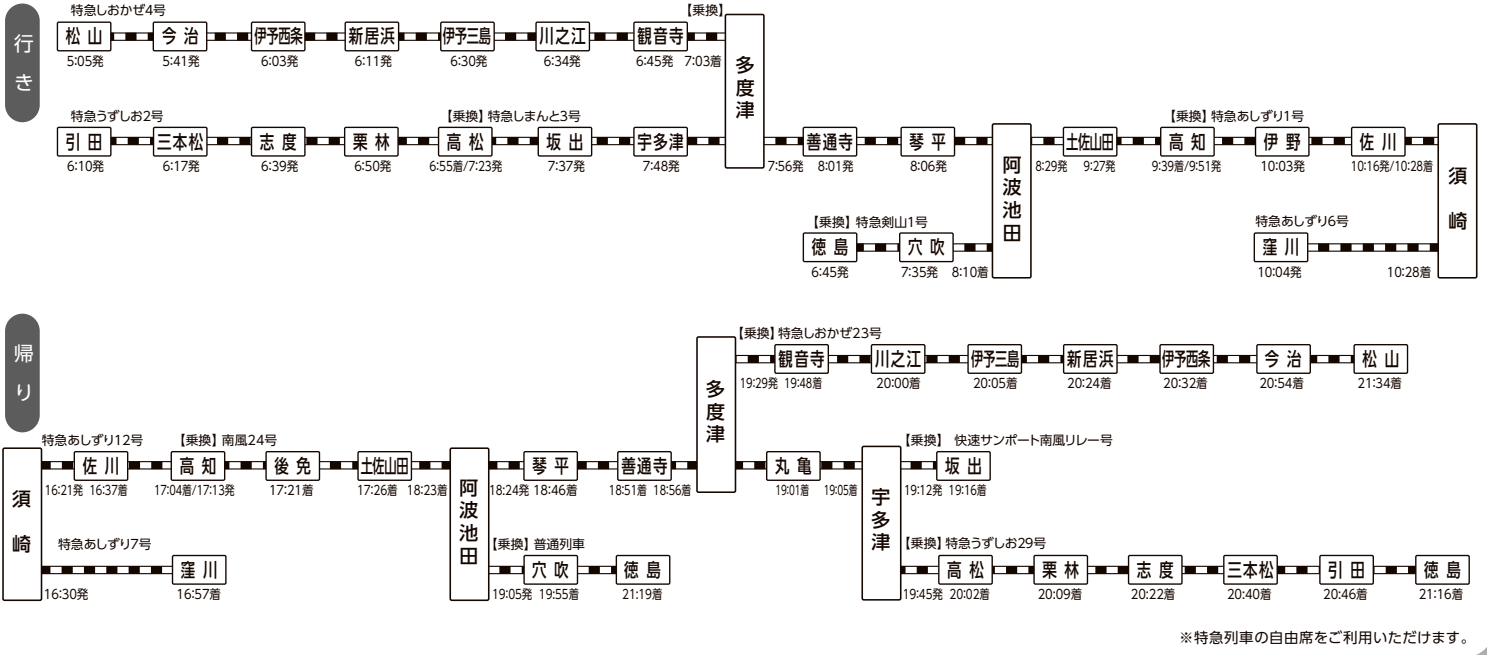 行き
特急しおかぜ4号
【乗換】
松山 今治 伊予西条 新居浜 伊予三島 川之江 観音寺
5:05発 5:41発 6:03発 6:11発 6:30発 6:34発 6:45発 7:03着
多度津
特急うずしお2号 【乗換】特急しまんと3号 【乗換】特急あしずり1号
引田 三本松 志度 栗林 高松 坂出 宇多津 善通寺 琴平 土佐山田 高知 伊野 佐川
6:10発 6:17発 6:39発 6:50発 6:55着/7:23発 7:37発 7:48発 7:56発 8:01発 8:06発 8:29発 9:27発 9:39着/9:51発 10:03発 10:16発/10:28着
阿波池田
須崎
【乗換】特急剣山1号 特急あしずり6号
徳島 穴吹 窪川
6:45発 7:35発 8:10着 10:04発 10:28着
帰り
【乗換】特急しおかぜ23号
観音寺 川之江 伊予三島 新居浜 伊予西条 今治 松山
19:29発 19:48着 20:00着 20:05着 20:24着 20:32着 20:54着 21:34着
多度津
特急あしずり12号 【乗換】南風24号 【乗換】 快速サンポート南風リレー号
佐川 高知 後免 土佐山田 琴平 善通寺 丸亀 坂出
16:21発 16:37着 17:04着/17:13発 17:21着 17:26着 18:23着 18:24発 18:46着 18:51着 18:56着 19:01着 19:05着 19:12発 19:16着
須崎
阿波池田
宇多津
特急あしずり7号 【乗換】普通列車 【乗換】特急うずしお29号
窪川 穴吹 徳島 高松 栗林 志度 三本松 引田 徳島
16:30発 16:57着 19:05発 19:55着 21:19着 19:45発 20:02着 20:09着 20:22着 20:40着 20:46着 21:16着
※特急列車の自由席をご利用いただけます。